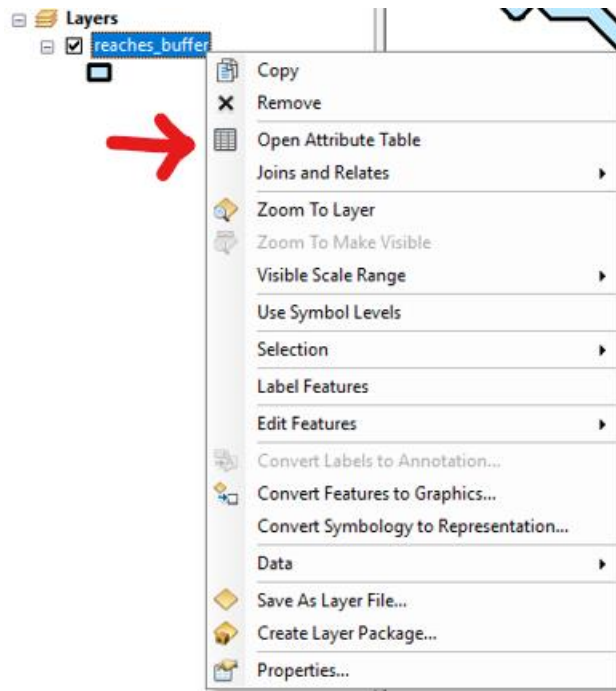 Layers
reaches_buffer
Copy
Remove
Open Attribute Table
Joins and Relates
Zoom To Layer
Zoom To Make Visible
Visible Scale Range
Use Symbol Levels
Selection
Label Features
Edit Features
Convert Labels to Annotation...
Convert Features to Graphics...
Convert Symbology to Representation...
Data
Save As Layer File...
Create Layer Package...
Properties...